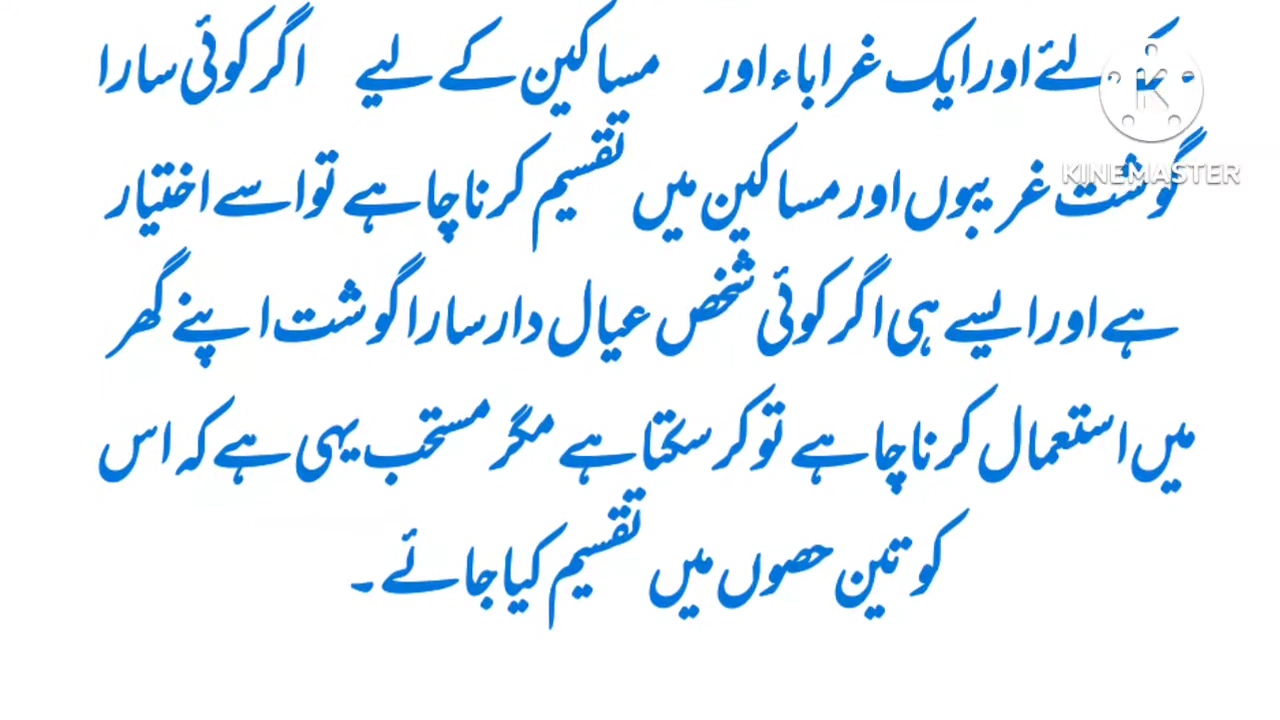 کے لئے اور ایک غراباء اور مساکین کے لیے اگر کوئی سارا
گوشت غریبوں اور مساکین میں تقسیم کرنا چاہے تو اسے اختیار
ہے اور ایسے ہی اگر کوئی شخص عیال دار سارا گوشت اپنے گھر
میں استعمال کرنا چاہے تو کر سکتا ہے مگر مستحب یہی ہے کہ اس
کو تین حصوں میں تقسیم کیا جائے۔
KINEMASTER